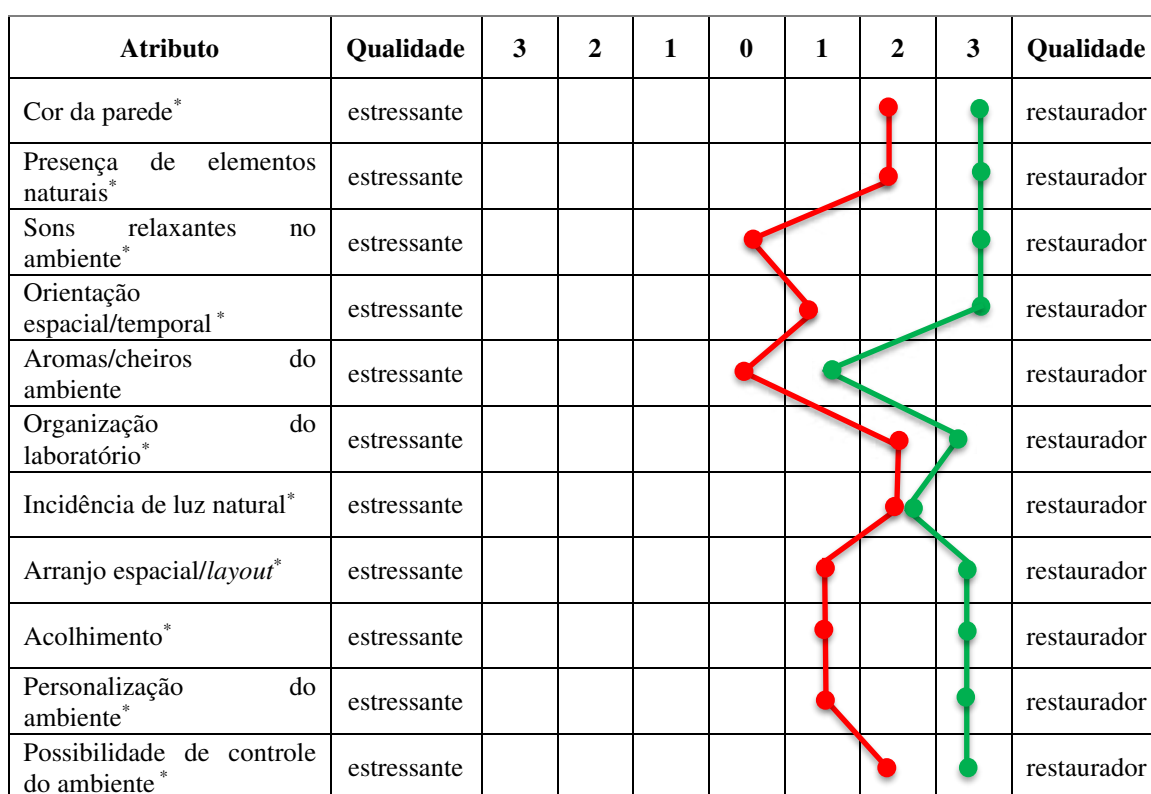 Atributo Qualidade 3 2 1 0 1 2 3 Qualidade
Cor da parede* estressante restaurador
Presença de elementos
naturais* estressante restaurador
Sons relaxantes no
ambiente* estressante restaurador
Orientação
espacial/temporal * estressante restaurador
Aromas/cheiros do
ambiente estressante restaurador
Organização do
laboratório* estressante restaurador
Incidência de luz natural* estressante restaurador
Arranjo espacial/layout* estressante restaurador
Acolhimento* estressante restaurador
Personalização do
ambiente* estressante restaurador
Possibilidade de controle
do ambiente * estressante restaurador